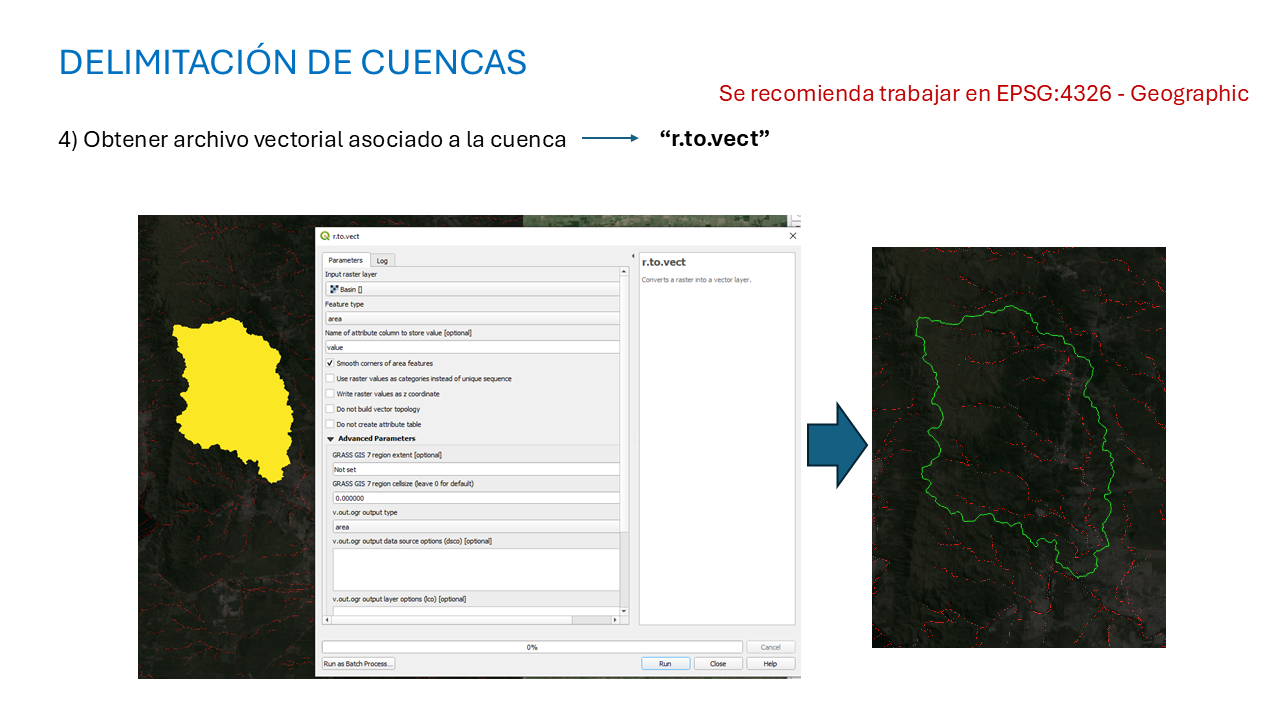 DELIMITACIÓN DE CUENCAS
Se recomienda trabajar en EPSG:4326 - Geographic
4) Obtener archivo vectorial asociado a la cuenca
“r.to.vect”
r.to.vect
Parameters
Log
Input raster layer
Basin []
Feature type
area
Name of attribute column to store value [optional]
value
Smooth corners of area features
Use raster values as categories instead of unique sequence
Write raster values as z coordinate
Do not build vector topology
Do not create attribute table
Advanced Parameters
GRASS GIS 7 region extent [optional]
Not set
GRASS GIS 7 region cellsize (leave 0 for default)
0.000000
v.out.ogr output type
area
v.out.ogr output data source options (dsco) [optional]
v.out.ogr output layer options (lco) [optional]
r.to.vect
Converts a raster into a vector layer.
0%
Cancel
Run as Batch Process...
Run
Close
Help